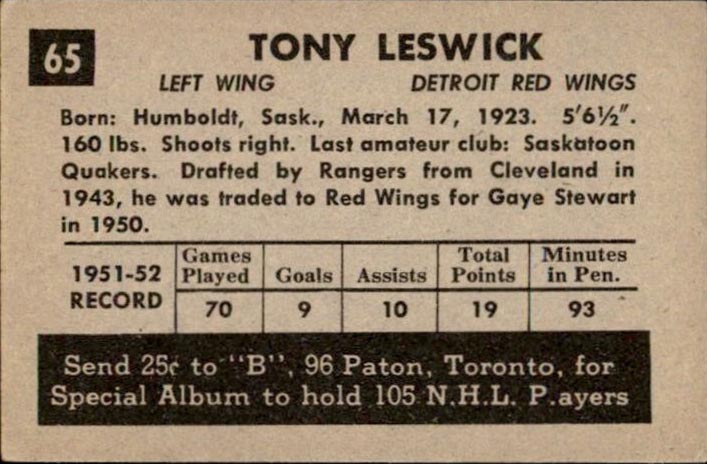 65
TONY LESWICK
LEFT WING DETROIT RED WINGS
Born: Humboldt, Sask., March 17, 1923. 5'6½".
160 lbs. Shoots right. Last amateur club: Saskatoon
Quakers. Drafted by Rangers from Cleveland in
1943, he was traded to Red Wings for Gaye Stewart
in 1950.
1951-52 RECORD
Games Played Goals Assists Total Points Minutes in Pen.
70 9 10 19 93
Send 25¢ to "B", 96 Paton, Toronto, for
Special Album to hold 105 N.H.L. P.ayers